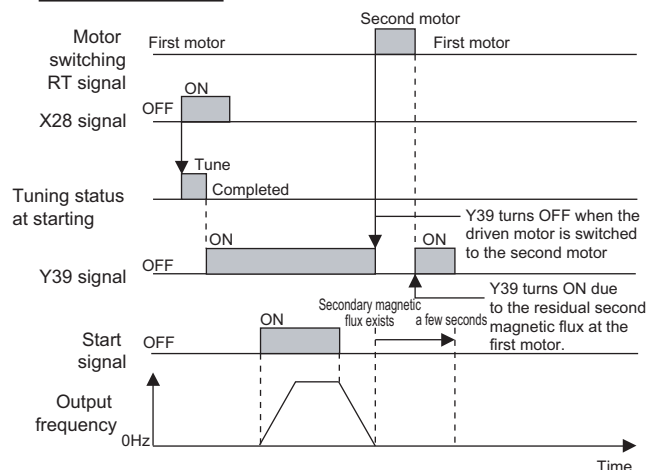 Second motor
Motor
switching
RT signal
First motor
First motor
ON
X28 signal
OFF
Tune
Completed
Tuning status
at starting
Y39 turns OFF when the
driven motor is switched
to the second motor
ON
ON
Y39 signal
OFF
Y39 turns ON due
to the residual second
magnetic flux at the
first motor.
Secondary magnetic
flux exists
a few seconds
ON
Start
signal
OFF
Output
frequency
0Hz
Time